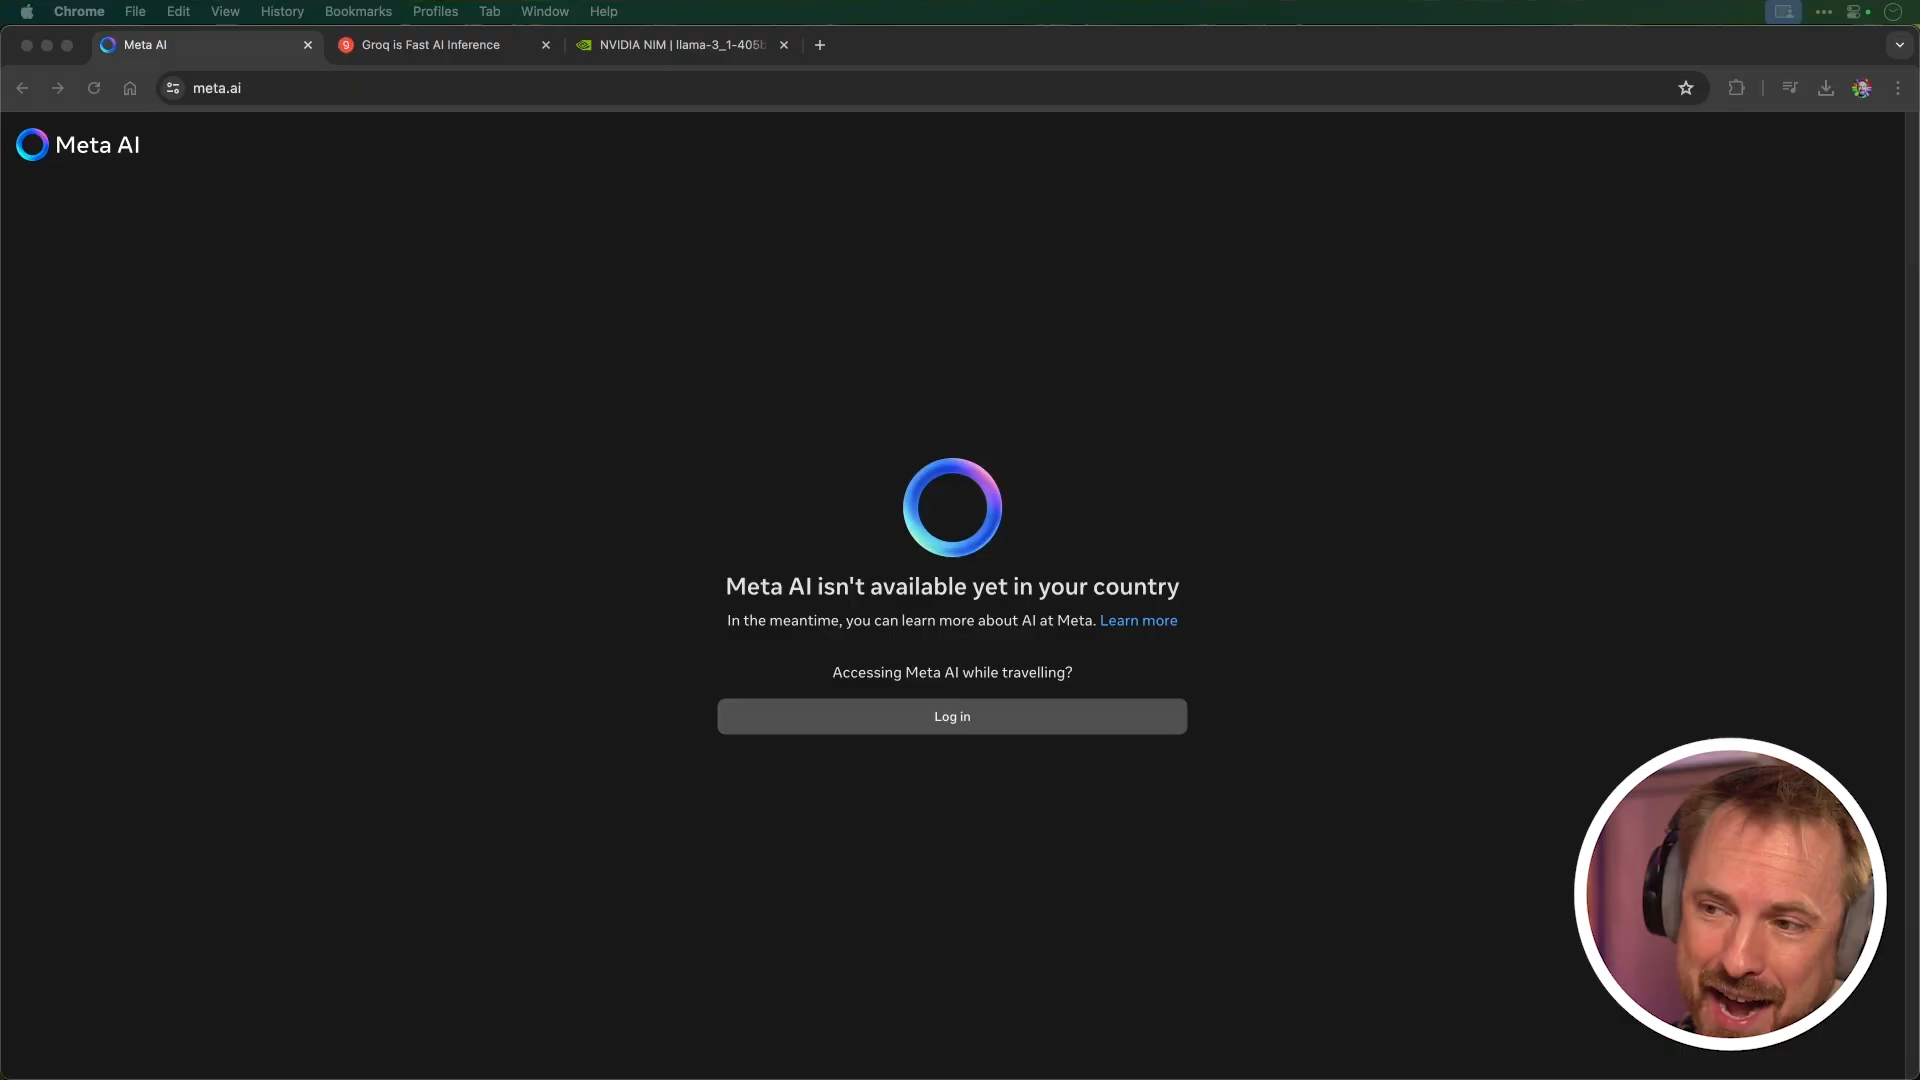 Chrome File Edit View History Bookmarks Profiles Tab Window Help
Meta AI
9 Groq is Fast AI Inference
NVIDIA NIM | llama-3_1-405b
meta.ai
Meta AI
Meta AI isn't available yet in your country
In the meantime, you can learn more about AI at Meta. Learn more
Accessing Meta AI while travelling?
Log in